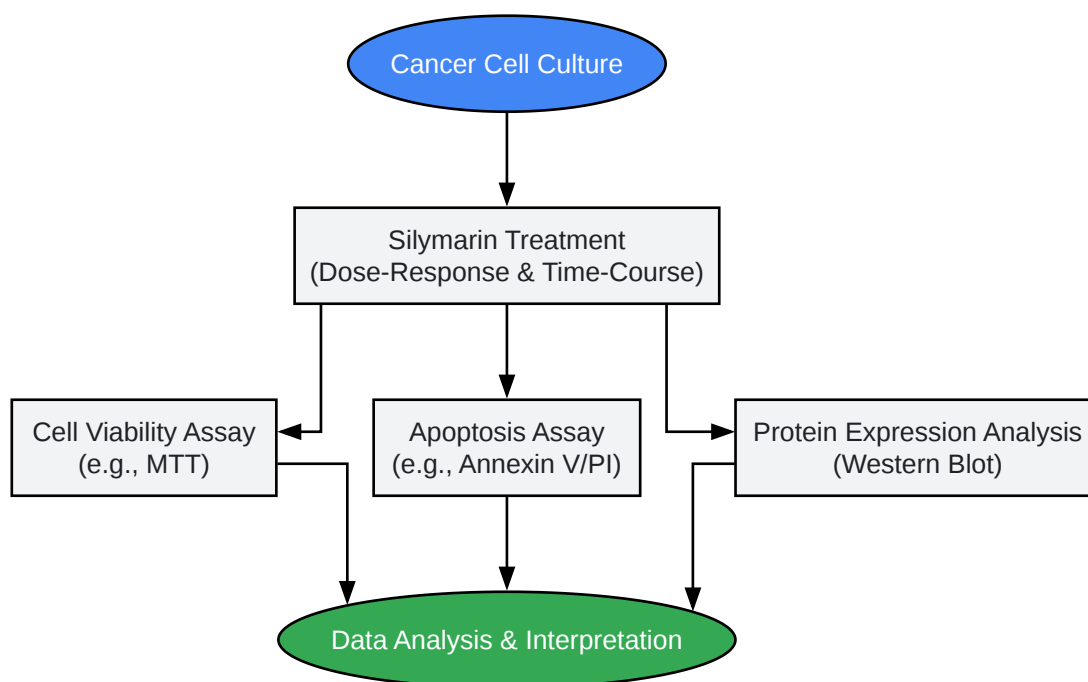 Cancer Cell Culture
Silymarin Treatment
(Dose-Response & Time-Course)
Cell Viability Assay
(e.g., MTT)
Apoptosis Assay
(e.g., Annexin V/PI)
Protein Expression Analysis
(Western Blot)
Data Analysis & Interpretation